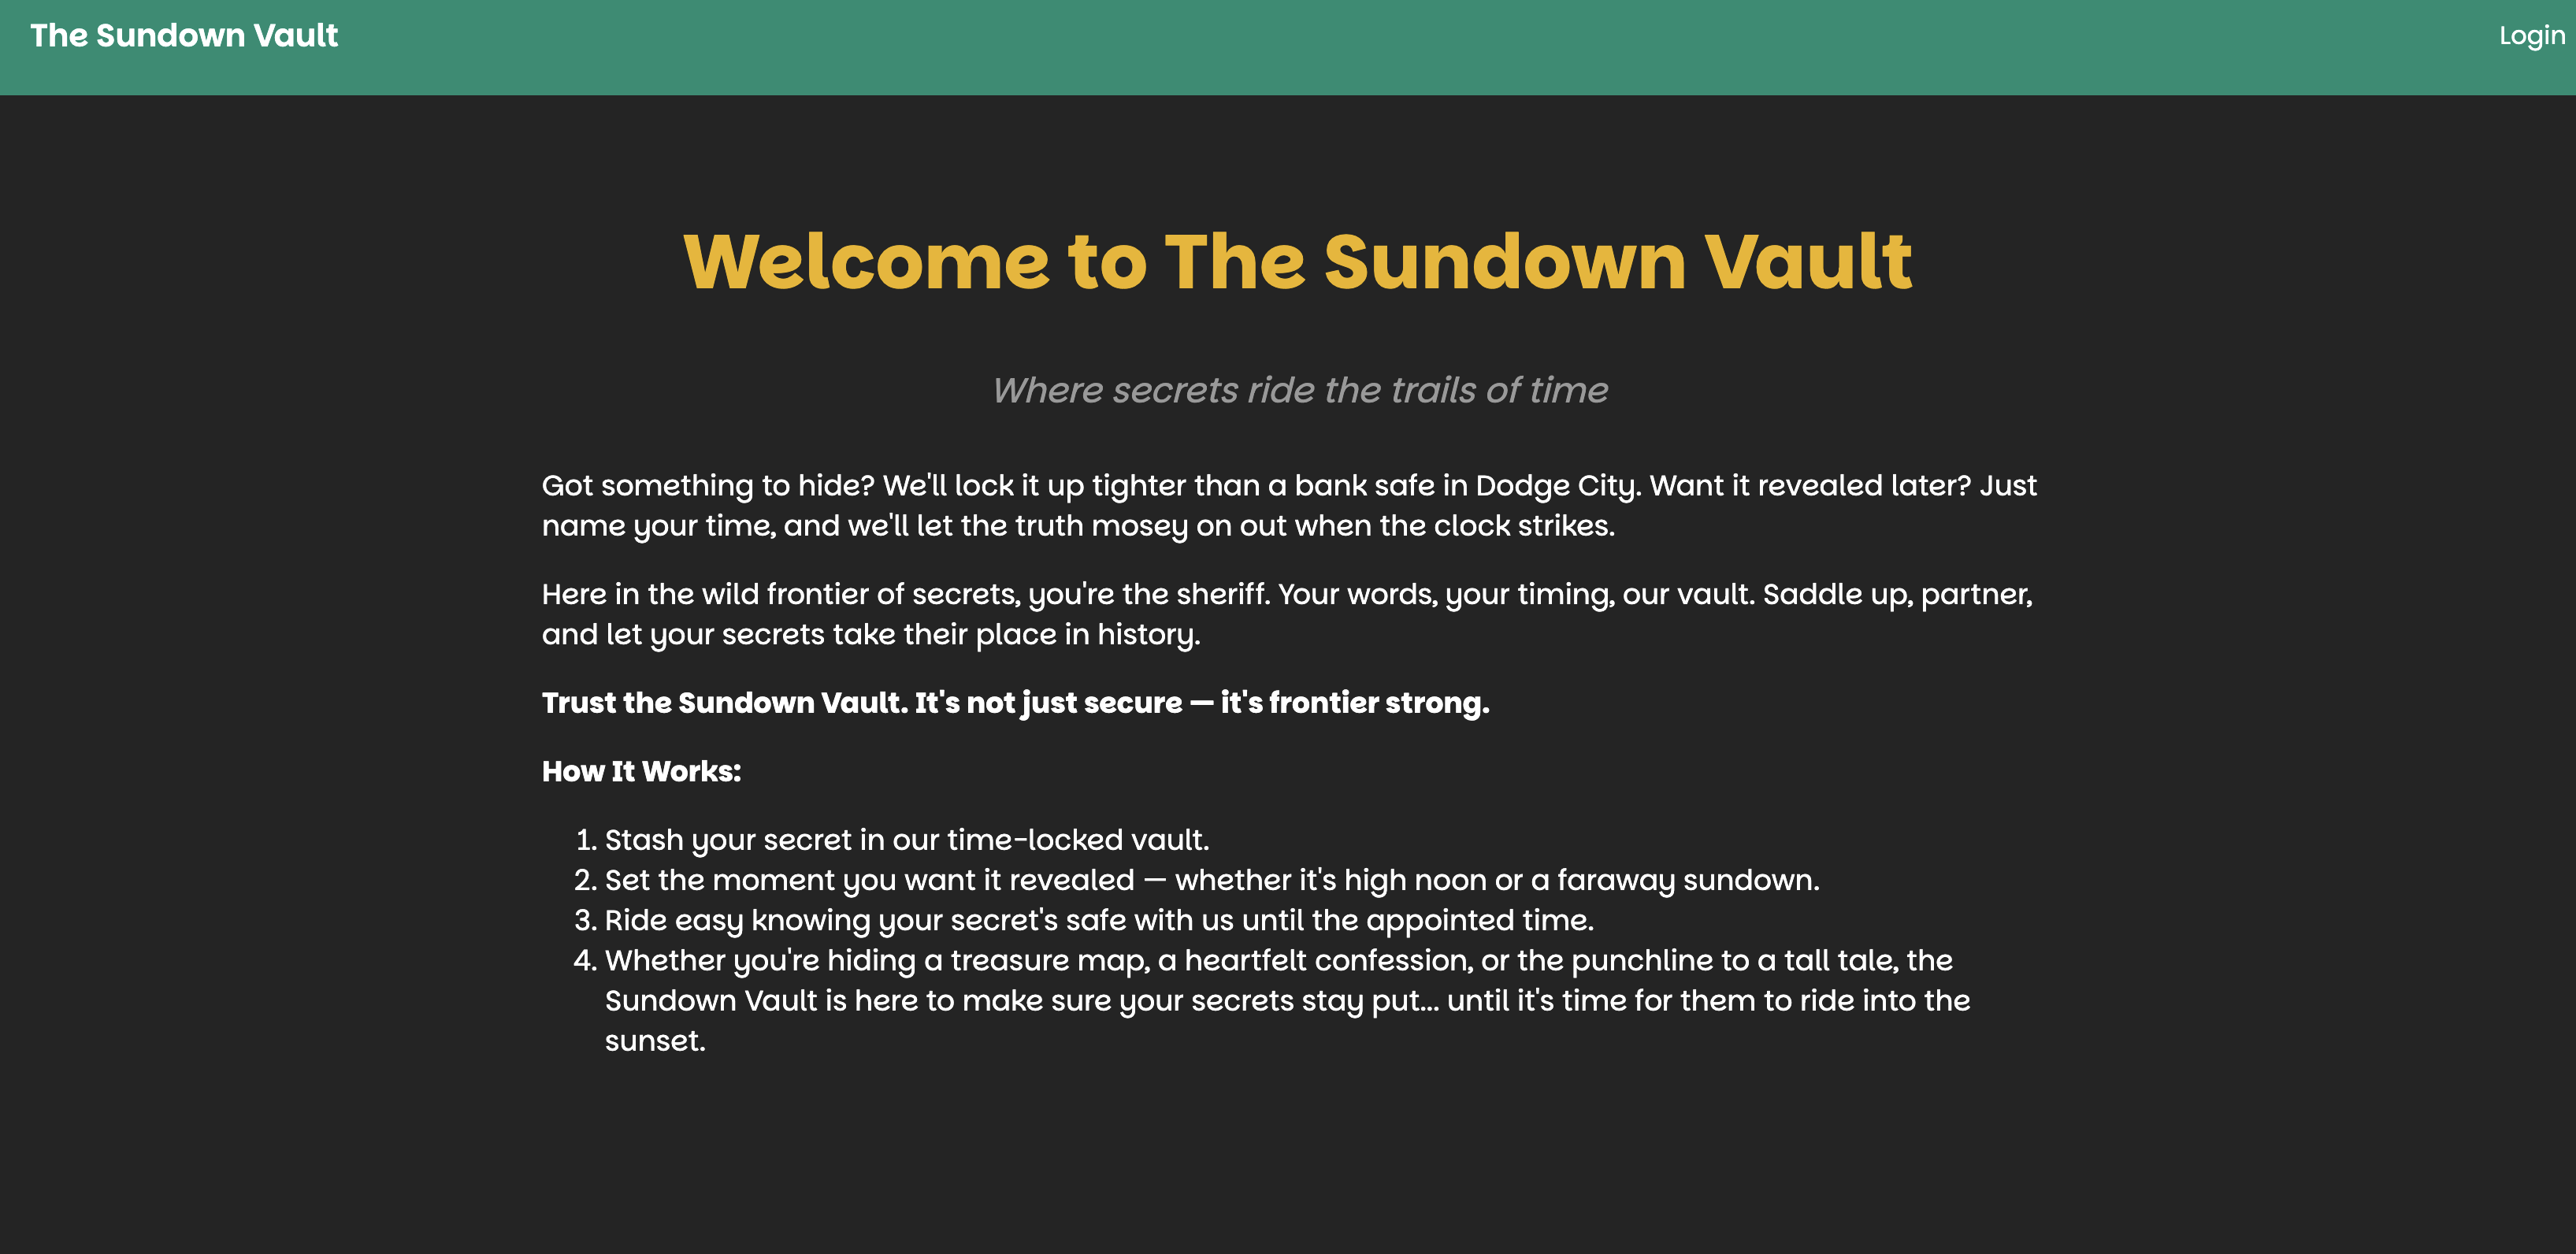 The Sundown Vault
Login
Welcome to The Sundown Vault
Where secrets ride the trails of time
Got something to hide? We'll lock it up tighter than a bank safe in Dodge City. Want it revealed later? Just
name your time, and we'll let the truth mosey on out when the clock strikes.
Here in the wild frontier of secrets, you're the sheriff. Your words, your timing, our vault. Saddle up, partner,
and let your secrets take their place in history.
Trust the Sundown Vault. It's not just secure — it's frontier strong.
How It Works:
1. Stash your secret in our time-locked vault.
2. Set the moment you want it revealed — whether it's high noon or a faraway sundown.
3. Ride easy knowing your secret's safe with us until the appointed time.
4. Whether you're hiding a treasure map, a heartfelt confession, or the punchline to a tall tale, the
Sundown Vault is here to make sure your secrets stay put... until it's time for them to ride into the
sunset.